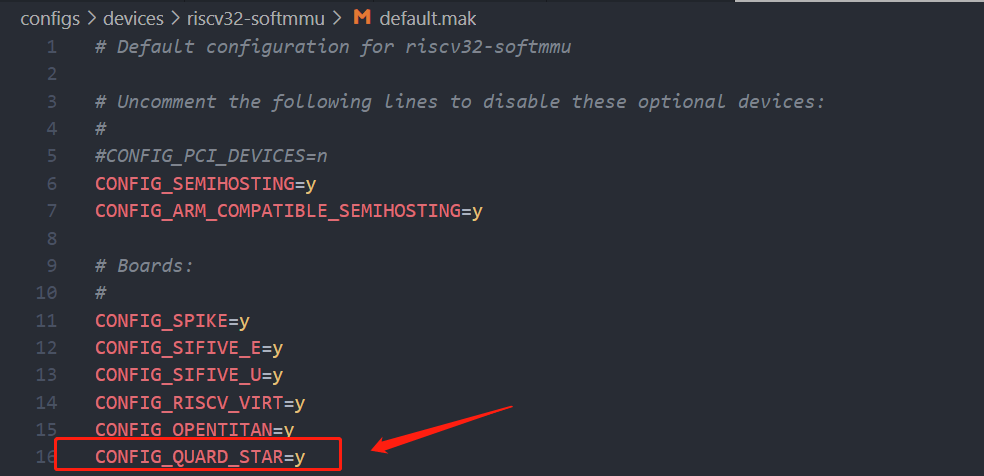 configs > devices > riscv32-softmmu > M default.mak
1 # Default configuration for riscv32-softmmu
2
3 # Uncomment the following lines to disable these optional devices:
4 #
5 #CONFIG_PCI_DEVICES=n
6 CONFIG_SEMIHOSTING=y
7 CONFIG_ARM_COMPATIBLE_SEMIHOSTING=y
8
9 # Boards:
10 #
11 CONFIG_SPIKE=y
12 CONFIG_SIFIVE_E=y
13 CONFIG_SIFIVE_U=y
14 CONFIG_RISCV_VIRT=y
15 CONFIG_OPENTITAN=y
16 CONFIG_QUARD_STAR=y